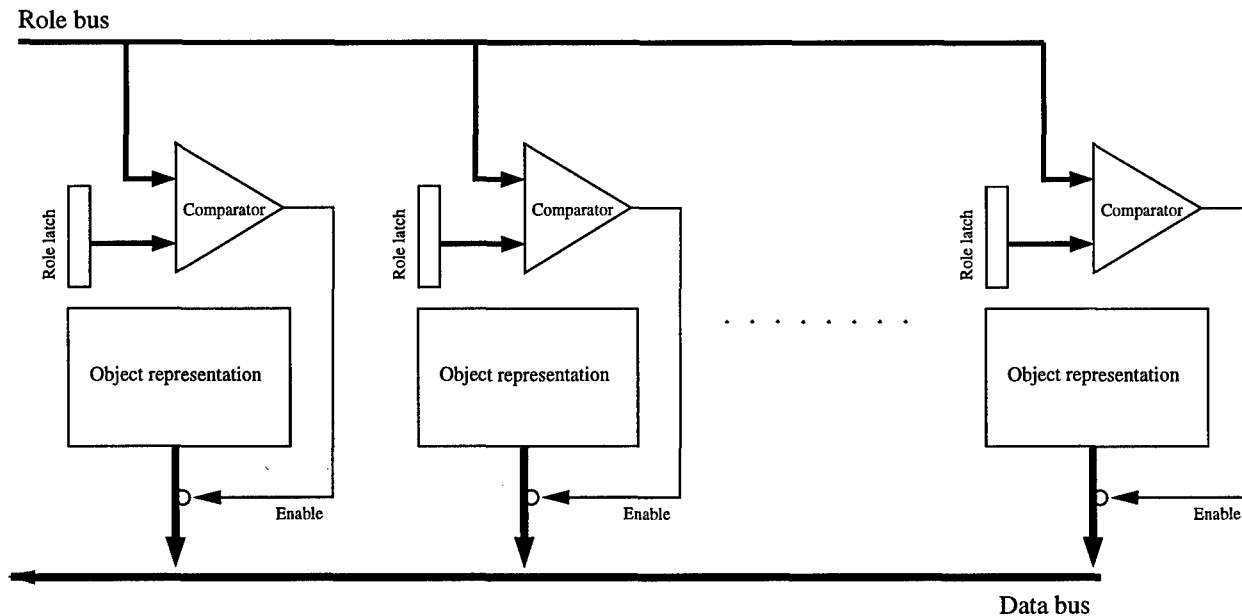 Role bus
Role latch
Comparator
Role latch
Comparator
Role latch
Comparator
Object representation
Object representation
Object representation
Enable
Enable
Enable
Data bus